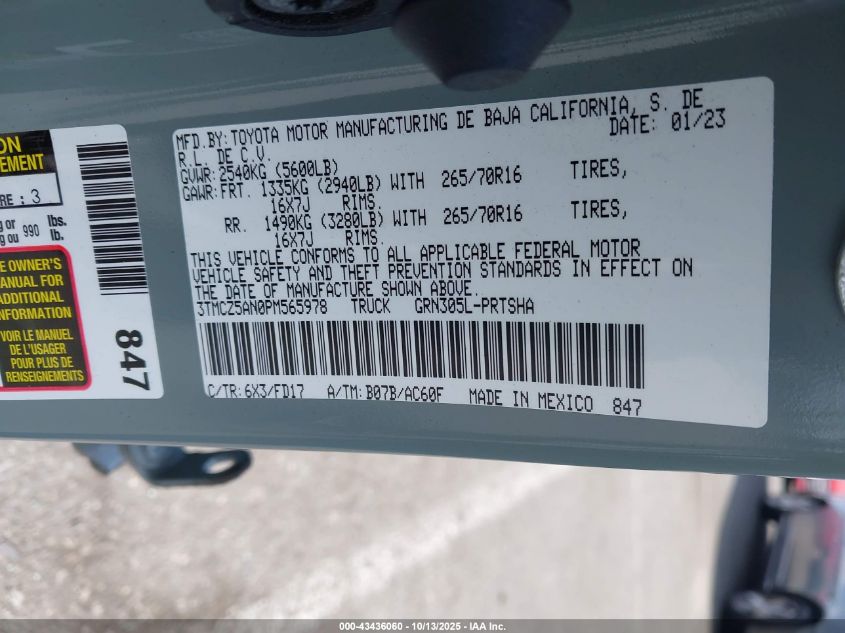 ON
EMENT
RE : 3
g or 990 lbs.
g ou lb.
E OWNER'S
MANUAL FOR
ADDITIONAL
INFORMATION
VOIR LE MANUEL
DE L'USAGER
POUR PLUS DE
RENSEIGNEMENTS
847
MFD.BY:TOYOTA MOTOR MANUFACTURING DE BAJA CALIFORNIA, S. DE
R.L. DE C.V. DATE: 01/23
GVWR:2540KG (5600LB)
GAWR:FRT. 1335KG (2940LB) WITH 265/70R16 TIRES,
16X7J RIMS.
RR. 1490KG (3280LB) WITH 265/70R16 TIRES,
16X7J RIMS.
THIS VEHICLE CONFORMS TO ALL APPLICABLE FEDERAL MOTOR
VEHICLE SAFETY AND THEFT PREVENTION STANDARDS IN EFFECT ON
THE DATE OF MANUFACTURE SHOWN ABOVE.
3TMCZ5AN0PM565978 TRUCK GRN305L-PRTSHA
C/TR:6X3/FD17 A/TM:B07B/AC60F MADE IN MEXICO 847
000-43436060 - 10/13/2025 - IAA Inc.